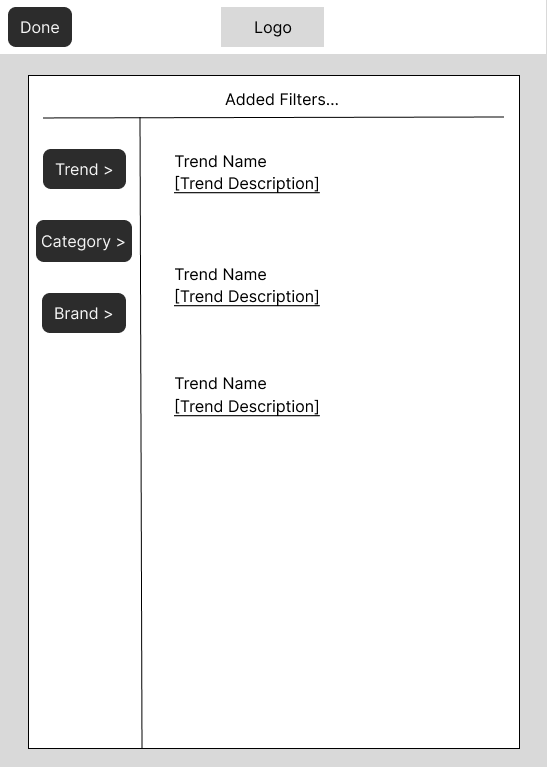 Done
Logo
Added Filters...
Trend >
Category >
Brand >
Trend Name
[Trend Description]
Trend Name
[Trend Description]
Trend Name
[Trend Description]